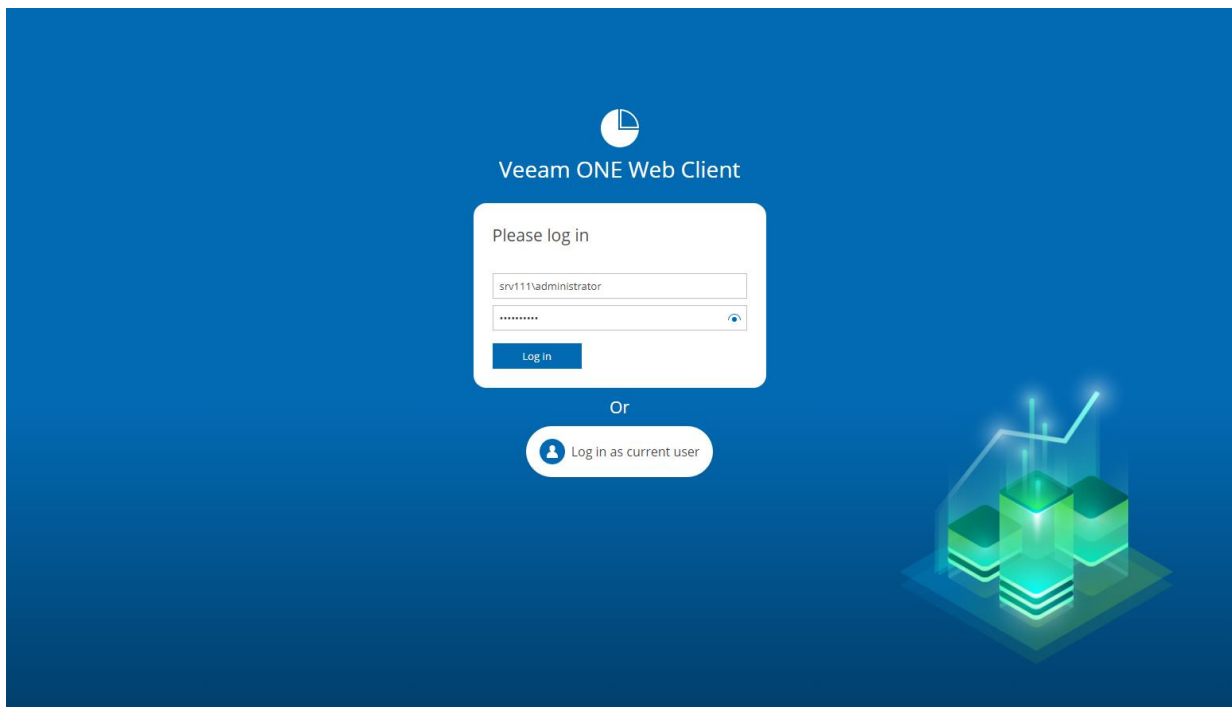 Veeam ONE Web Client
Please log in
srv111\administrator
••••••••••
Log in
Or
Log in as current user